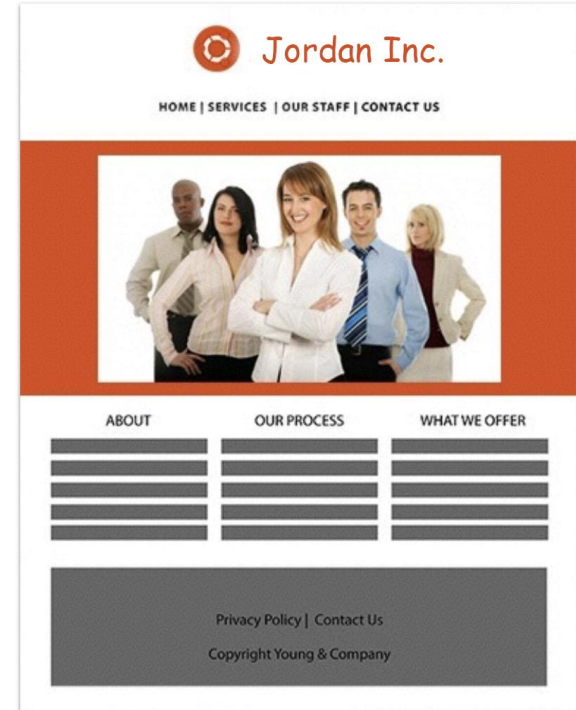 Jordan Inc.
HOME | SERVICES | OUR STAFF | CONTACT US
ABOUT
OUR PROCESS
WHAT WE OFFER
Privacy Policy | Contact Us
Copyright Young & Company